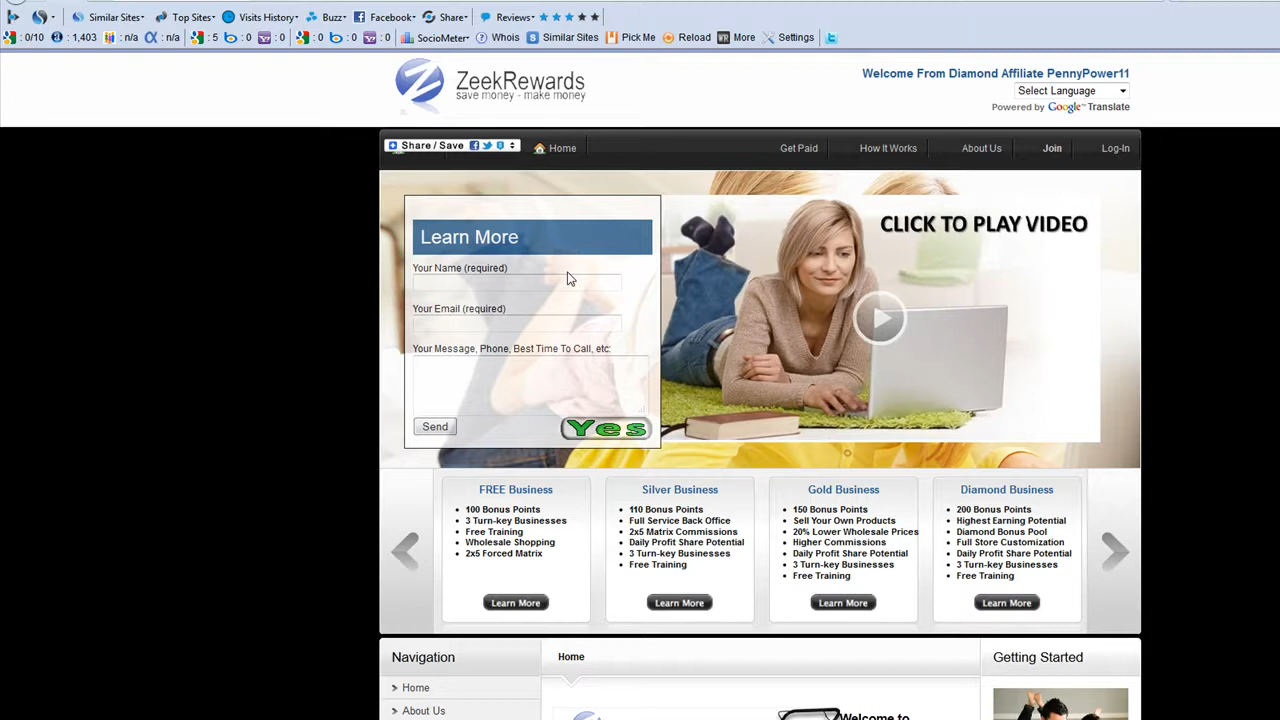 Similar Sites Top Sites Visits History Buzz Facebook Share Reviews
: 0/10 : 1,403 : n/a : n/a : 5 : 0 : 0 : 0 : 0 : 0 SocioMeter Whois Similar Sites Pick Me Reload More Settings
ZeekRewards
save money - make money
Welcome From Diamond Affiliate PennyPower11
Select Language
Powered by Google™ Translate
Share / Save
Home
Get Paid
How It Works
About Us
Join
Log-In
Learn More
Your Name (required)
Your Email (required)
Your Message, Phone, Best Time To Call, etc:
Send
Yes
CLICK TO PLAY VIDEO
FREE Business
100 Bonus Points
3 Turn-key Businesses
Free Training
Wholesale Shopping
2x5 Forced Matrix
Learn More
Silver Business
110 Bonus Points
Full Service Back Office
2x5 Matrix Commissions
Daily Profit Share Potential
3 Turn-key Businesses
Free Training
Learn More
Gold Business
150 Bonus Points
Sell Your Own Products
20% Lower Wholesale Prices
Higher Commissions
Daily Profit Share Potential
3 Turn-key Businesses
Free Training
Learn More
Diamond Business
200 Bonus Points
Highest Earning Potential
Diamond Bonus Pool
Full Store Customization
Daily Profit Share Potential
3 Turn-key Businesses
Free Training
Learn More
Navigation
Home
About Us
Home
Welcome to
Getting Started